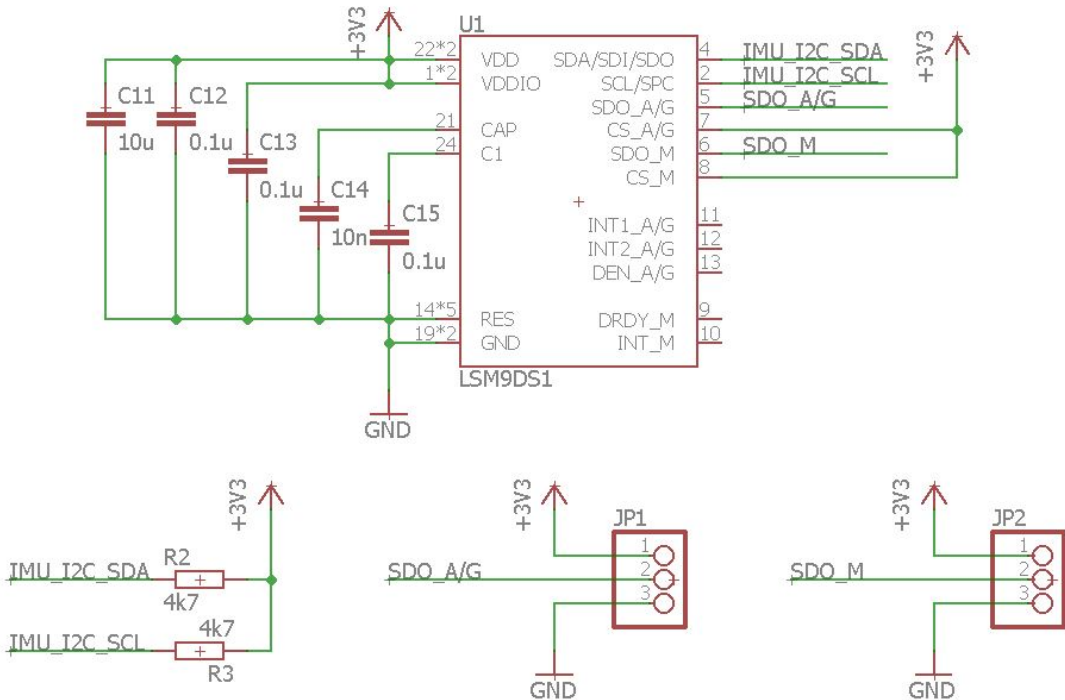 +3V3
U1
22*2 VDD SDA/SDI/SDO 4 IMU_I2C_SDA
+3V3
1*2 VDDIO SCL/SPC 2 IMU_I2C_SCL
C11 C12 SDO_A/G 5 SDO_A/G
10u 0.1u 21 CAP CS_A/G 7
C13 24 C1 SDO_M 6 SDO_M
0.1u C14 CS_M 8
10n C15
0.1u
INT1_A/G 11
INT2_A/G 12
DEN_A/G 13
14*5 RES DRDY_M 9
19*2 GND INT_M 10
LSM9DS1
GND
+3V3
IMU_I2C_SDA R2
4k7
IMU_I2C_SCL 4k7
R3
+3V3
JP1
1
SDO_A/G 2
3
GND
+3V3
JP2
1
SDO_M 2
3
GND